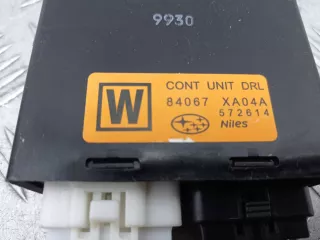 9930
W
CONT UNIT DRL
84067 XA04A
572614
Niles